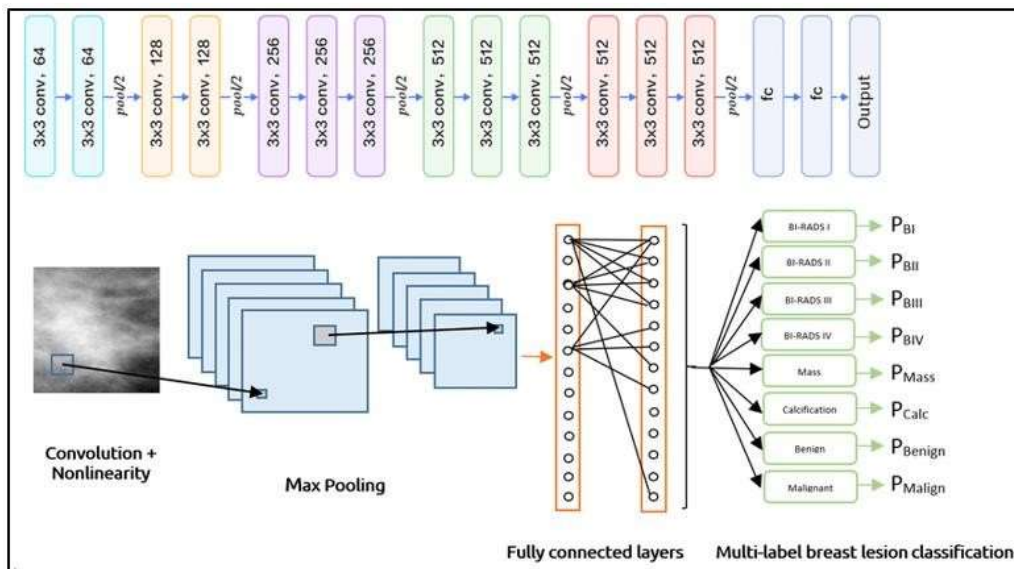 3x3 conv, 64
3x3 conv, 64
pool/2
3x3 conv, 128
3x3 conv, 128
pool/2
3x3 conv, 256
3x3 conv, 256
3x3 conv, 256
pool/2
3x3 conv, 512
3x3 conv, 512
3x3 conv, 512
pool/2
3x3 conv, 512
3x3 conv, 512
3x3 conv, 512
pool/2
fc
fc
Output
BI-RADS I
PBI
BI-RADS II
PBII
BI-RADS III
PBIII
BI-RADS IV
PBIV
Mass
PMass
Calcification
PCalc
Benign
PBenign
Malignant
PMalign
Convolution +
Nonlinearity
Max Pooling
Fully connected layers
Multi-label breast lesion classification